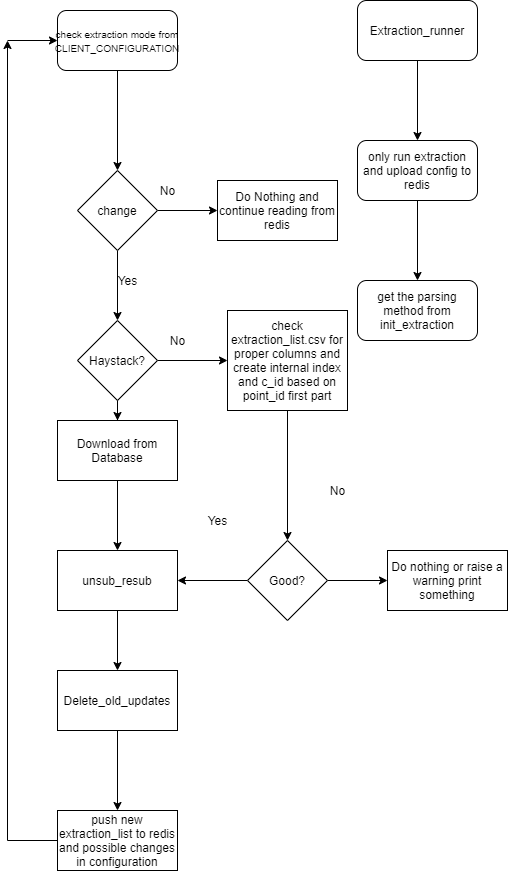 check extraction mode from
CLIENT_CONFIGURATION
Extraction_runner
only run extraction
and upload config to
redis
No
change
Do Nothing and
continue reading from
redis
Yes
get the parsing
method from
init_extraction
No
Haystack?
check
extraction_list.csv for
proper columns and
create internal index
and c_id based on
point_id first part
Download from
Database
No
Yes
unsub_resub
Good?
Do nothing or raise a
warning print
something
Delete_old_updates
push new
extraction_list to redis
and possible changes
in configuration